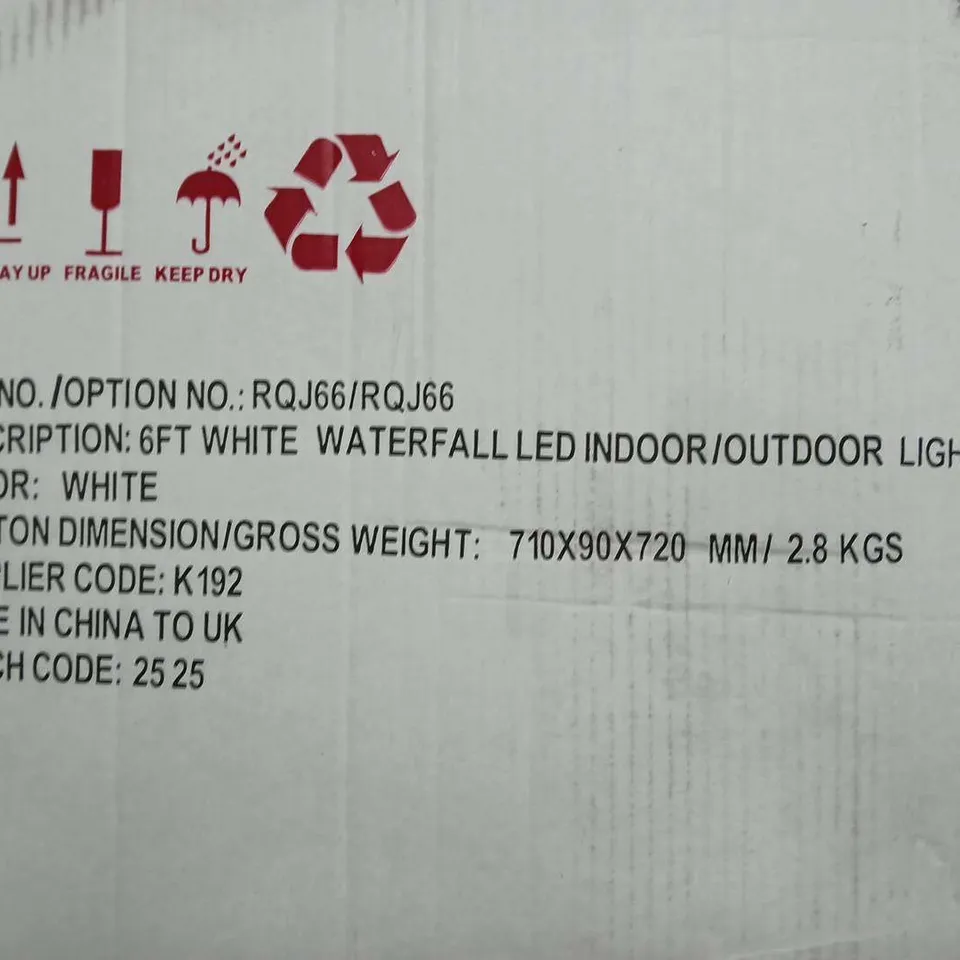 AY UP FRAGILE KEEP DRY
NO./OPTION NO.: RQJ66/RQJ66
CRIPTION: 6FT WHITE WATERFALL LED INDOOR/OUTDOOR LIGH
OR: WHITE
TON DIMENSION/GROSS WEIGHT: 710X90X720 MM/ 2.8 KGS
LIER CODE: K192
E IN CHINA TO UK
CH CODE: 25 25